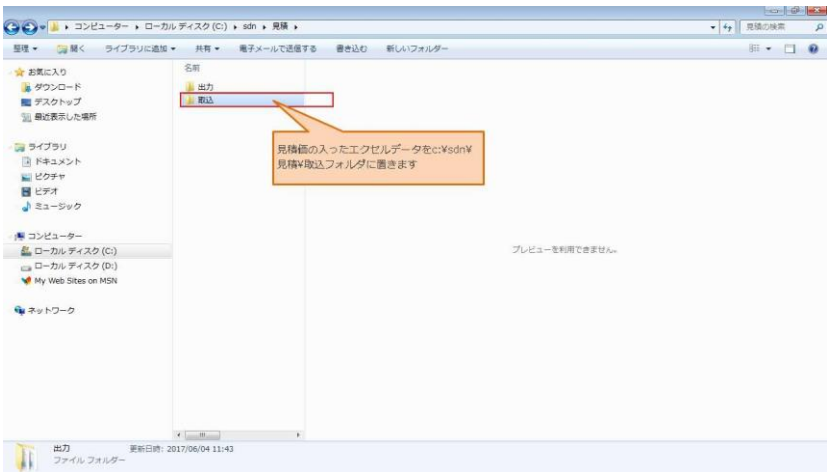 コンピューター ▸ ローカル ディスク (C:) ▸ sdn ▸ 見積 ▸
見積の検索
整理 ▾ 開く ライブラリに追加 ▾ 共有 ▾ 電子メールで送信する 書き込む 新しいフォルダー
お気に入り
ダウンロード
デスクトップ
最近表示した場所
ライブラリ
ドキュメント
ピクチャ
ビデオ
ミュージック
コンピューター
ローカル ディスク (C:)
ローカル ディスク (D:)
My Web Sites on MSN
ネットワーク
名前
出力
取込
見積価の入ったエクセルデータをc:¥sdn¥
見積¥取込フォルダに置きます
プレビューを利用できません。
出力 更新日時: 2017/06/04 11:43
ファイル フォルダー